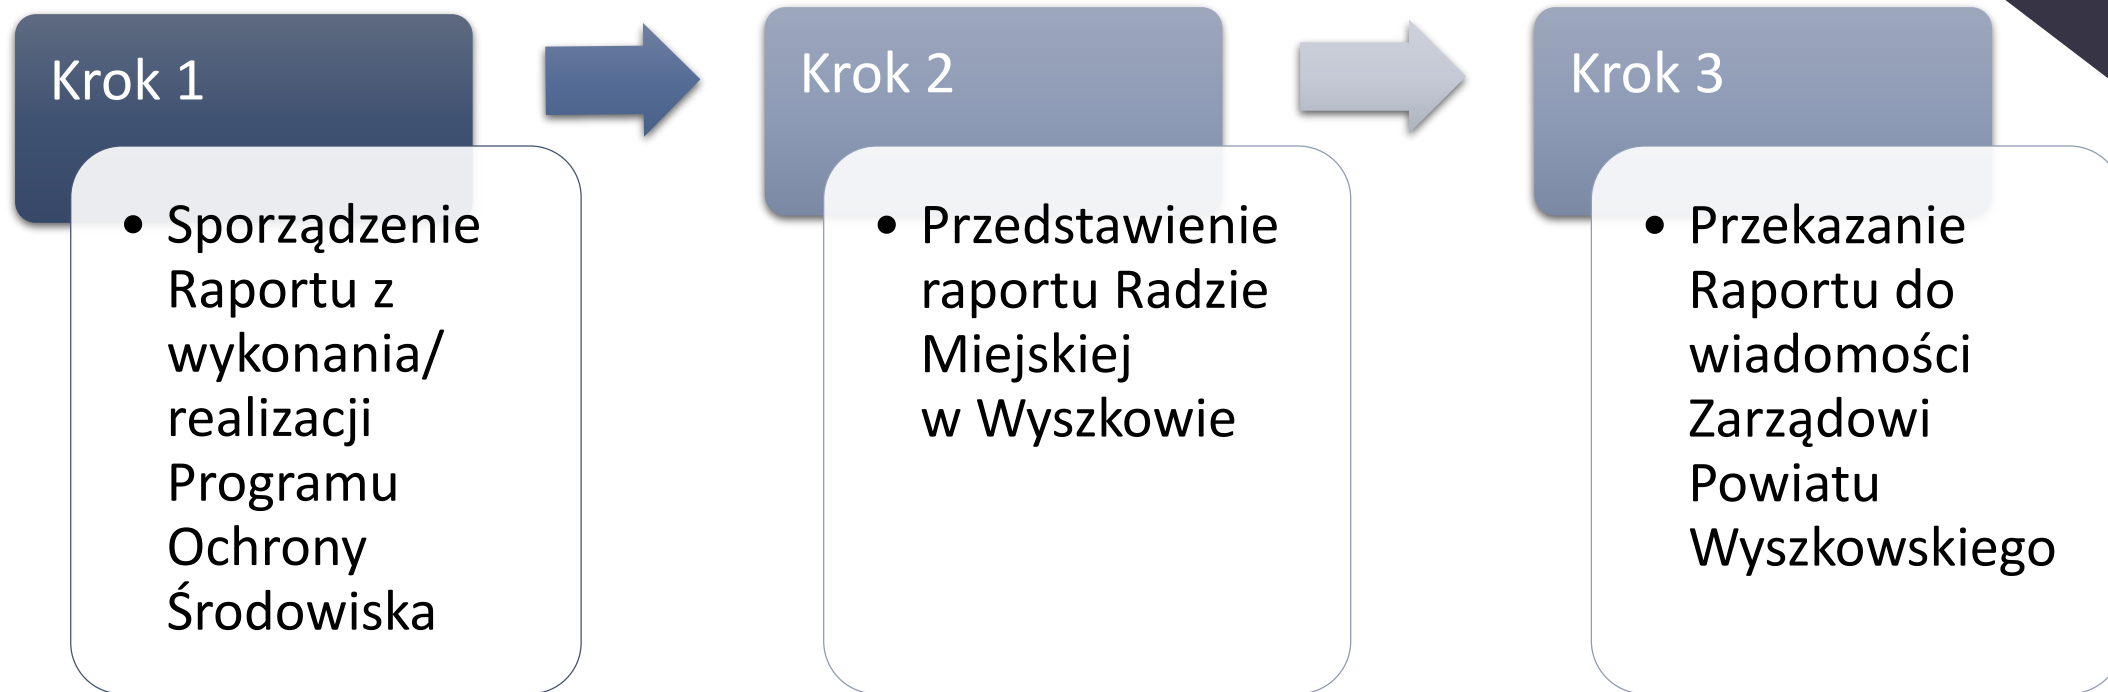 Krok 1
• Sporządzenie
Raportu z
wykonania/
realizacji
Programu
Ochrony
Środowiska
Krok 2
• Przedstawienie
raportu Radzie
Miejskiej
w Wyszkowie
Krok 3
• Przekazanie
Raportu do
wiadomości
Zarządowi
Powiatu
Wyszkowskiego